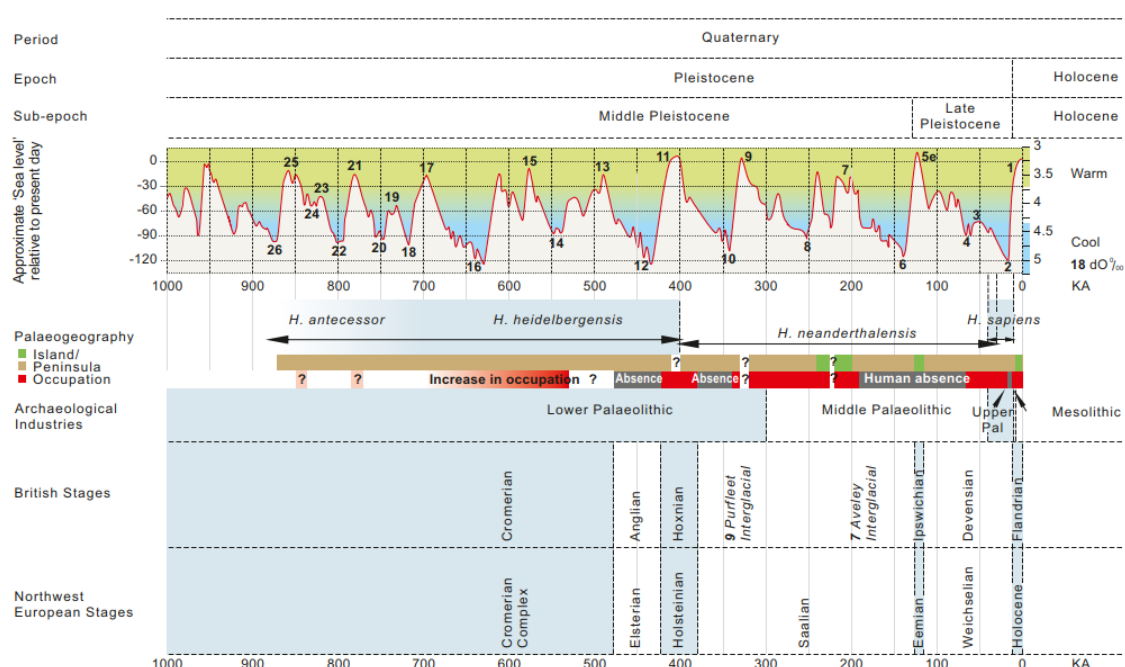 Period
Quaternary
Epoch
Pleistocene
Holocene
Sub-epoch
Middle Pleistocene
Late
Pleistocene
Holocene
Approximate 'Sea level'
relative to present day
0
-30
-60
-90
-120
25
21
17
15
13
11
9
7
5e
1
23
24
19
3
26
22
20
18
16
14
12
10
8
6
4
2
3
3.5
4
4.5
5
Warm
Cool
18 dO ‰
1000 900 800 700 600 500 400 300 200 100 0 KA
H. antecessor
H. heidelbergensis
H. neanderthalensis
H. sapiens
Palaeogeography
Island/
Peninsula
Occupation
? ? ? ?
? ? Increase in occupation ? Absence Absence ? ? Human absence
Archaeological
Industries
Lower Palaeolithic
Middle Palaeolithic
Upper
Pal
Mesolithic
British Stages
Cromerian
Anglian
Hoxnian
9 Purfleet
Interglacial
7 Aveley
Interglacial
Ipswichian
Devensian
Flandrian
Northwest
European Stages
Cromerian
Complex
Elsterian
Holsteinian
Saalian
Eemian
Weichselian
Holocene
1000 900 800 700 600 500 400 300 200 100 0 KA